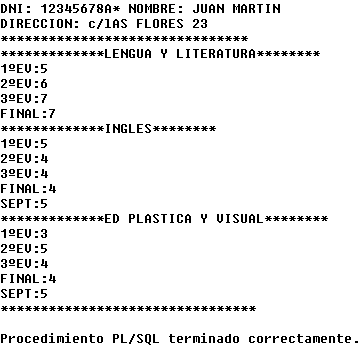 DNI: 12345678A* NOMBRE: JUAN MARTIN
DIRECCION: c/lAS FLORES 23
*******************************
*************LENGUA Y LITERATURA********
1ºEV:5
2ºEV:6
3ºEV:7
FINAL:7
*************INGLES********
1ºEV:5
2ºEV:4
3ºEV:4
FINAL:4
SEPT:5
*************ED PLASTICA Y VISUAL********
1ºEV:3
2ºEV:5
3ºEV:4
FINAL:4
SEPT:5
********************************

Procedimiento PL/SQL terminado correctamente.